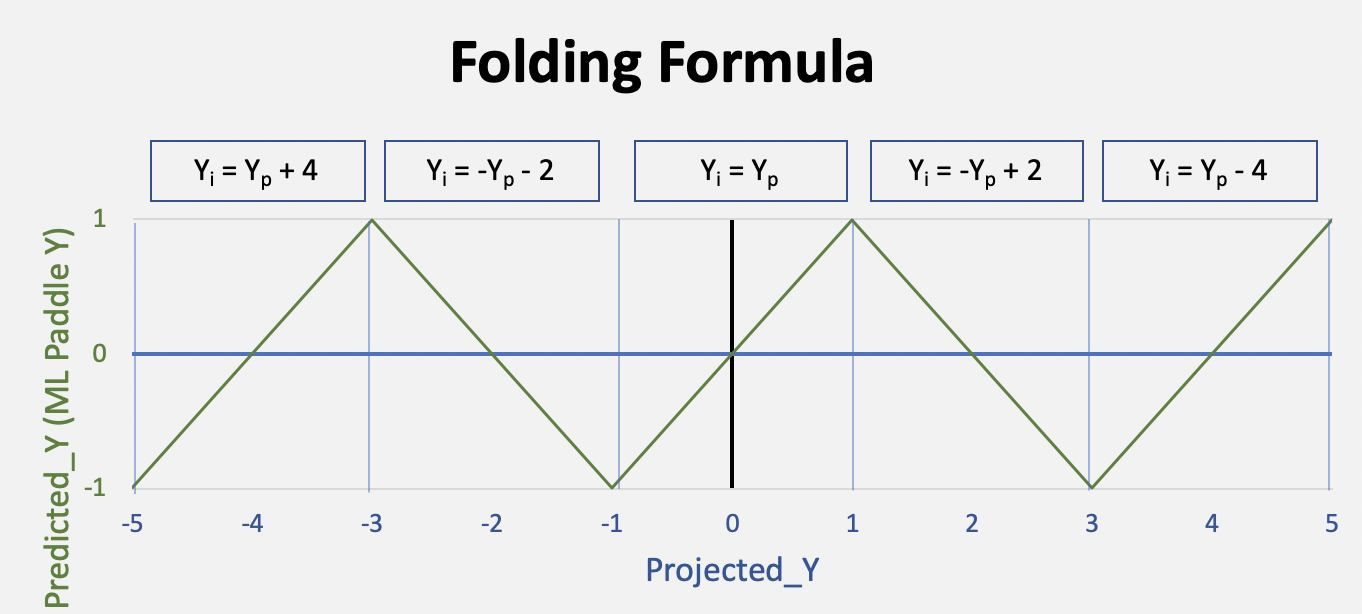 Folding Formula
Yi = Yp + 4
Yi = -Yp - 2
Yi = Yp
Yi = -Yp + 2
Yi = Yp - 4
Predicted_Y (ML Paddle Y)
1
0
-1
-5 -4 -3 -2 -1 0 1 2 3 4 5
Projected_Y